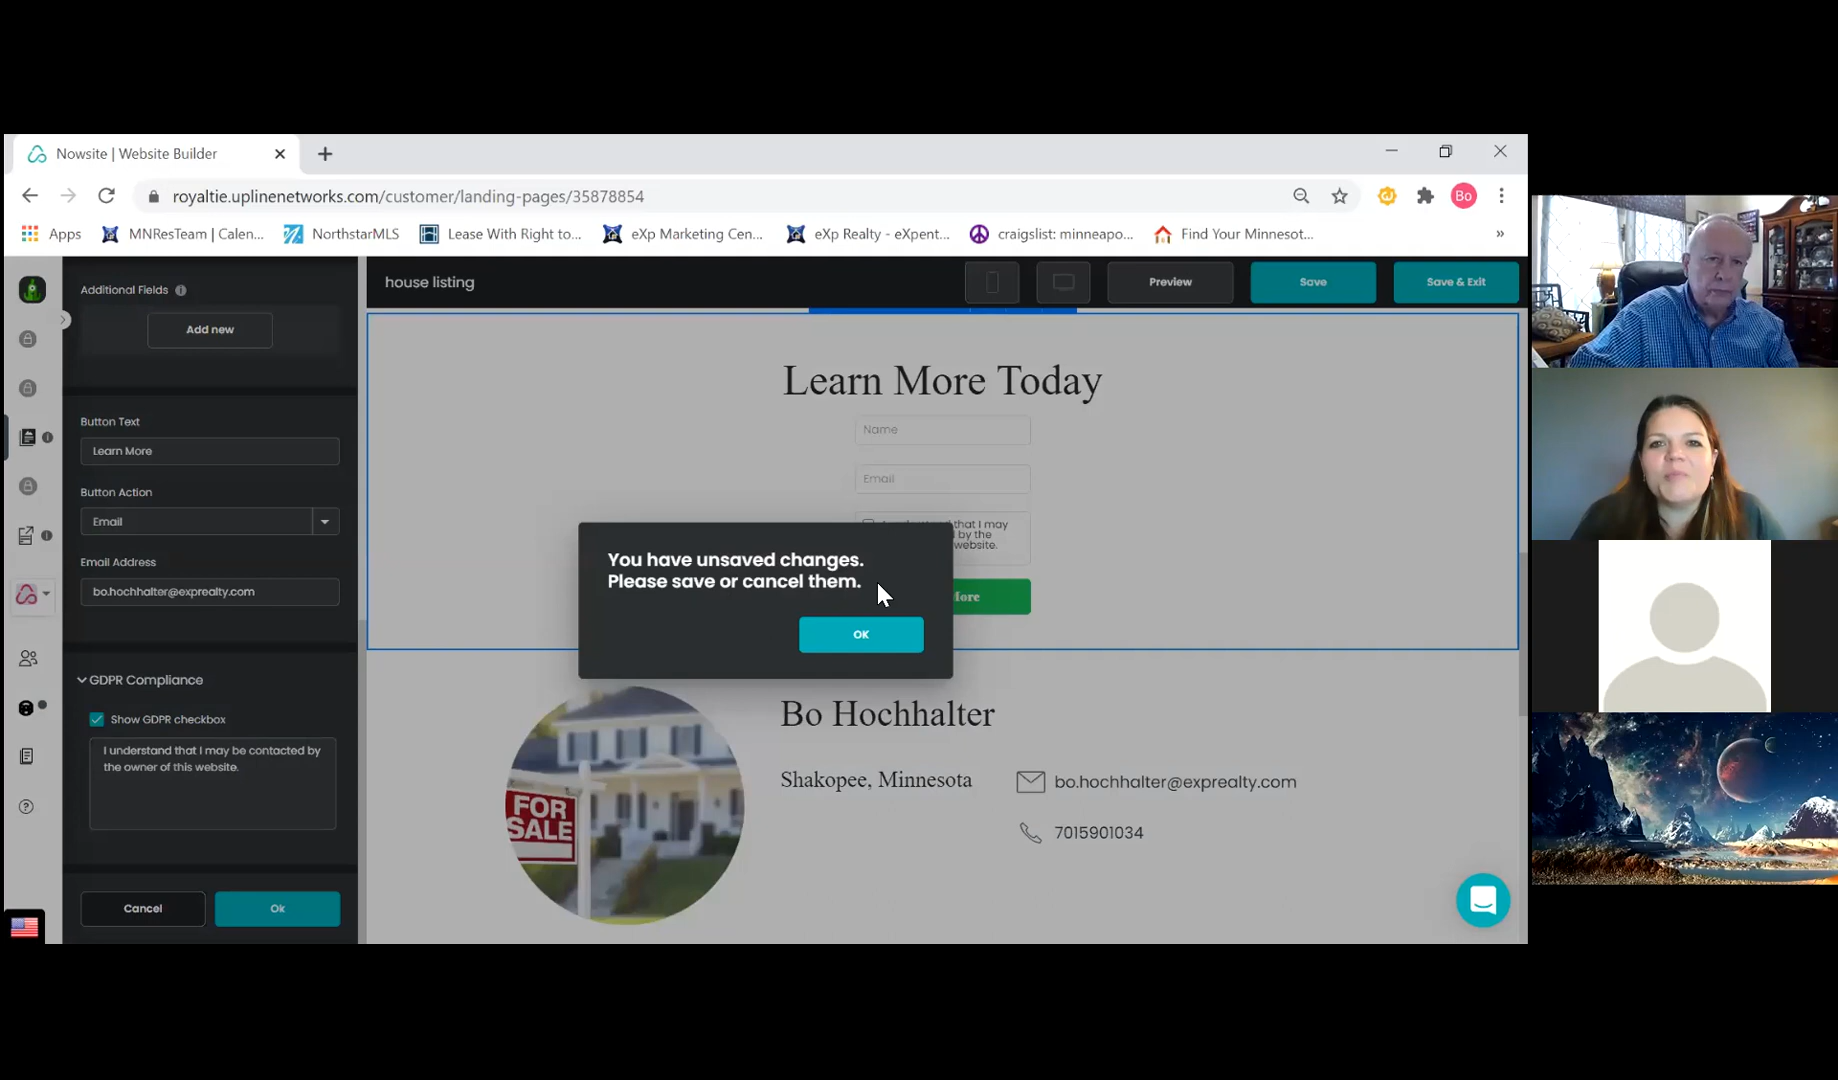 Nowsite | Website Builder
royaltie.uplinenetworks.com/customer/landing-pages/35878854
Bo
Apps
MNResTeam | Calen...
NorthstarMLS
Lease With Right to...
eXp Marketing Cen...
eXp Realty - eXpent...
craigslist: minneapo...
Find Your Minnesot...
»
Additional Fields
Add new
Button Text
Learn More
Button Action
Email
Email Address
bo.hochhalter@exprealty.com
GDPR Compliance
Show GDPR checkbox
I understand that I may be contacted by
the owner of this website.
Cancel
Ok
house listing
Preview
Save
Save & Exit
Learn More Today
Name
Email
that I may
by the
website.
You have unsaved changes.
Please save or cancel them.
OK
More
FOR
SALE
Bo Hochhalter
Shakopee, Minnesota
bo.hochhalter@exprealty.com
7015901034